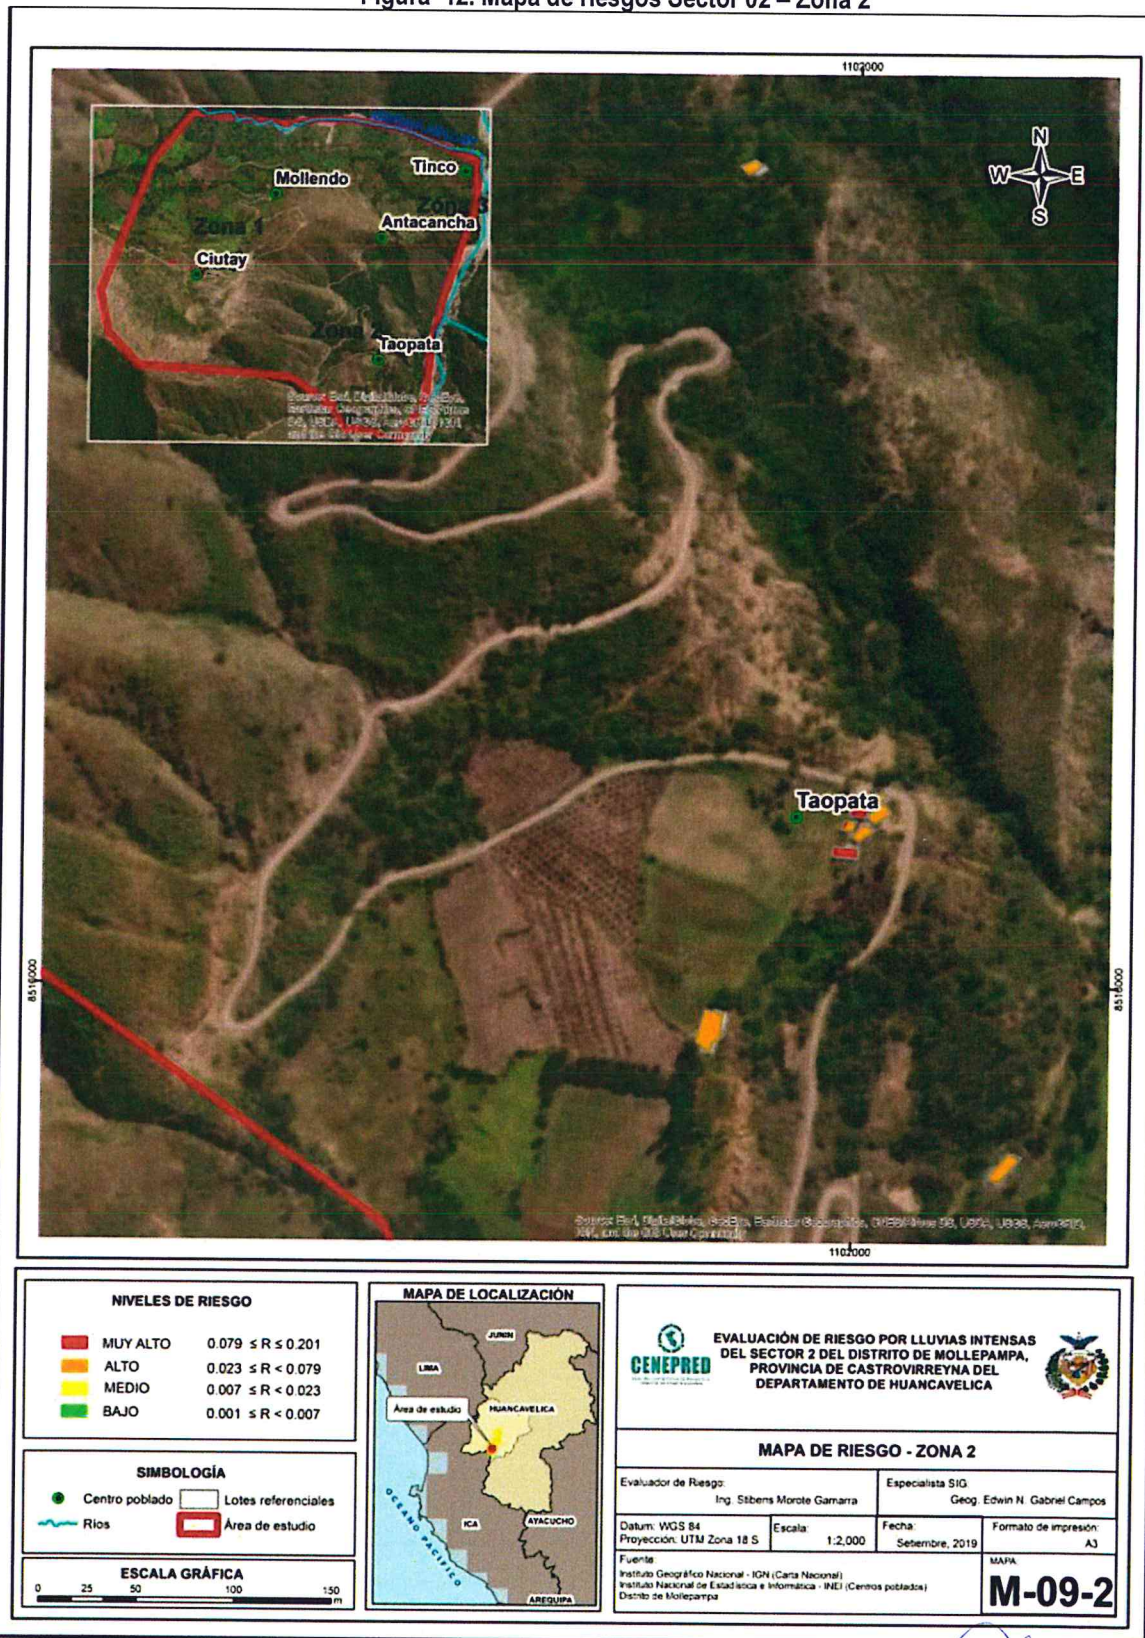 Figura 42: Mapa de riesgos Sector 02 – Zona 2
1102000
N
W E
S
Tinco
Mollendo
Zona 3
Antacancha
Zona 1
Ciutay
Zona 2
Taopata
Taopata
8516000
8516000
1102000
NIVELES DE RIESGO
MUY ALTO 0.079 ≤ R ≤ 0.201
ALTO 0.023 ≤ R < 0.079
MEDIO 0.007 ≤ R < 0.023
BAJO 0.001 ≤ R < 0.007
SIMBOLOGÍA
Centro poblado Lotes referenciales
Rios Área de estudio
ESCALA GRÁFICA
0 25 50 100 150
m
MAPA DE LOCALIZACIÓN
JUNIN
LIMA
Área de estudio
HUANCAVELICA
OCEANO PACÍFICO
ICA
AYACUCHO
AREQUIPA
CENEPRED
EVALUACIÓN DE RIESGO POR LLUVIAS INTENSAS
DEL SECTOR 2 DEL DISTRITO DE MOLLEPAMPA,
PROVINCIA DE CASTROVIRREYNA DEL
DEPARTAMENTO DE HUANCAVELICA
MAPA DE RIESGO - ZONA 2
Evaluador de Riesgo:
Ing. Stibens Morote Gamarra
Especialista SIG:
Geog. Edwin N. Gabriel Campos
Datum: WGS 84
Proyección: UTM Zona 18 S
Escala:
1:2,000
Fecha:
Setiembre, 2019
Formato de impresión:
A3
Fuente:
Instituto Geográfico Nacional - IGN (Carta Nacional)
Instituto Nacional de Estadística e Informática - INEI (Centros poblados)
Distrito de Mollepampa
MAPA:
M-09-2